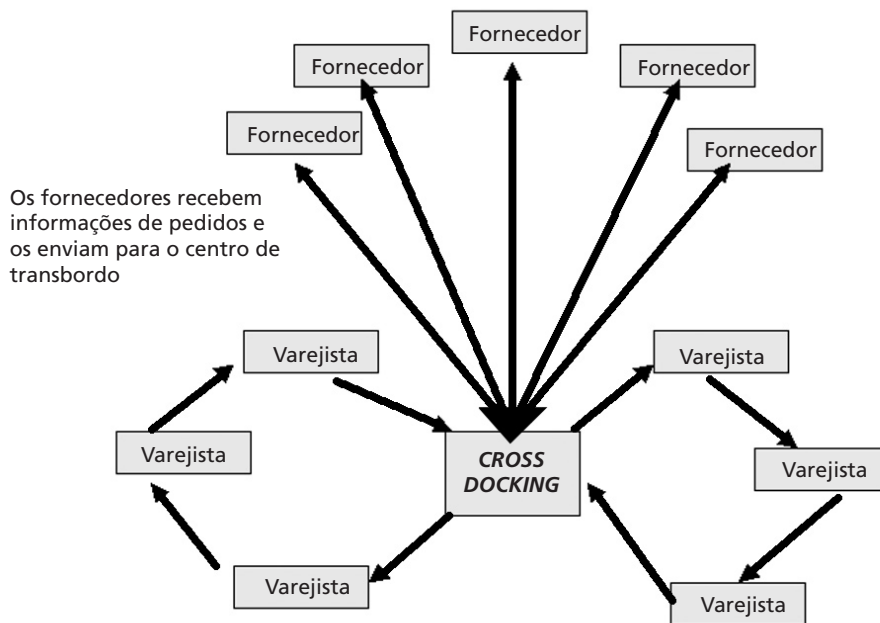 Fornecedor
Fornecedor
Fornecedor
Fornecedor
Fornecedor
Os fornecedores recebem
informações de pedidos e
os enviam para o centro de
transbordo
Varejista
Varejista
Varejista
CROSS
DOCKING
Varejista
Varejista
Varejista